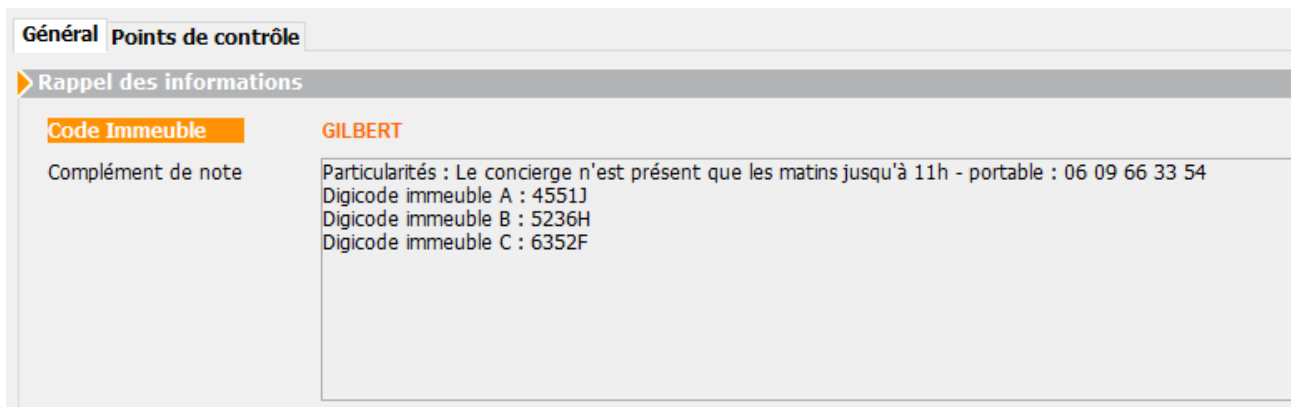 Général Points de contrôle
Rappel des informations
Code Immeuble GILBERT
Complément de note Particularités : Le concierge n'est présent que les matins jusqu'à 11h - portable : 06 09 66 33 54
Digicode immeuble A : 4551J
Digicode immeuble B : 5236H
Digicode immeuble C : 6352F